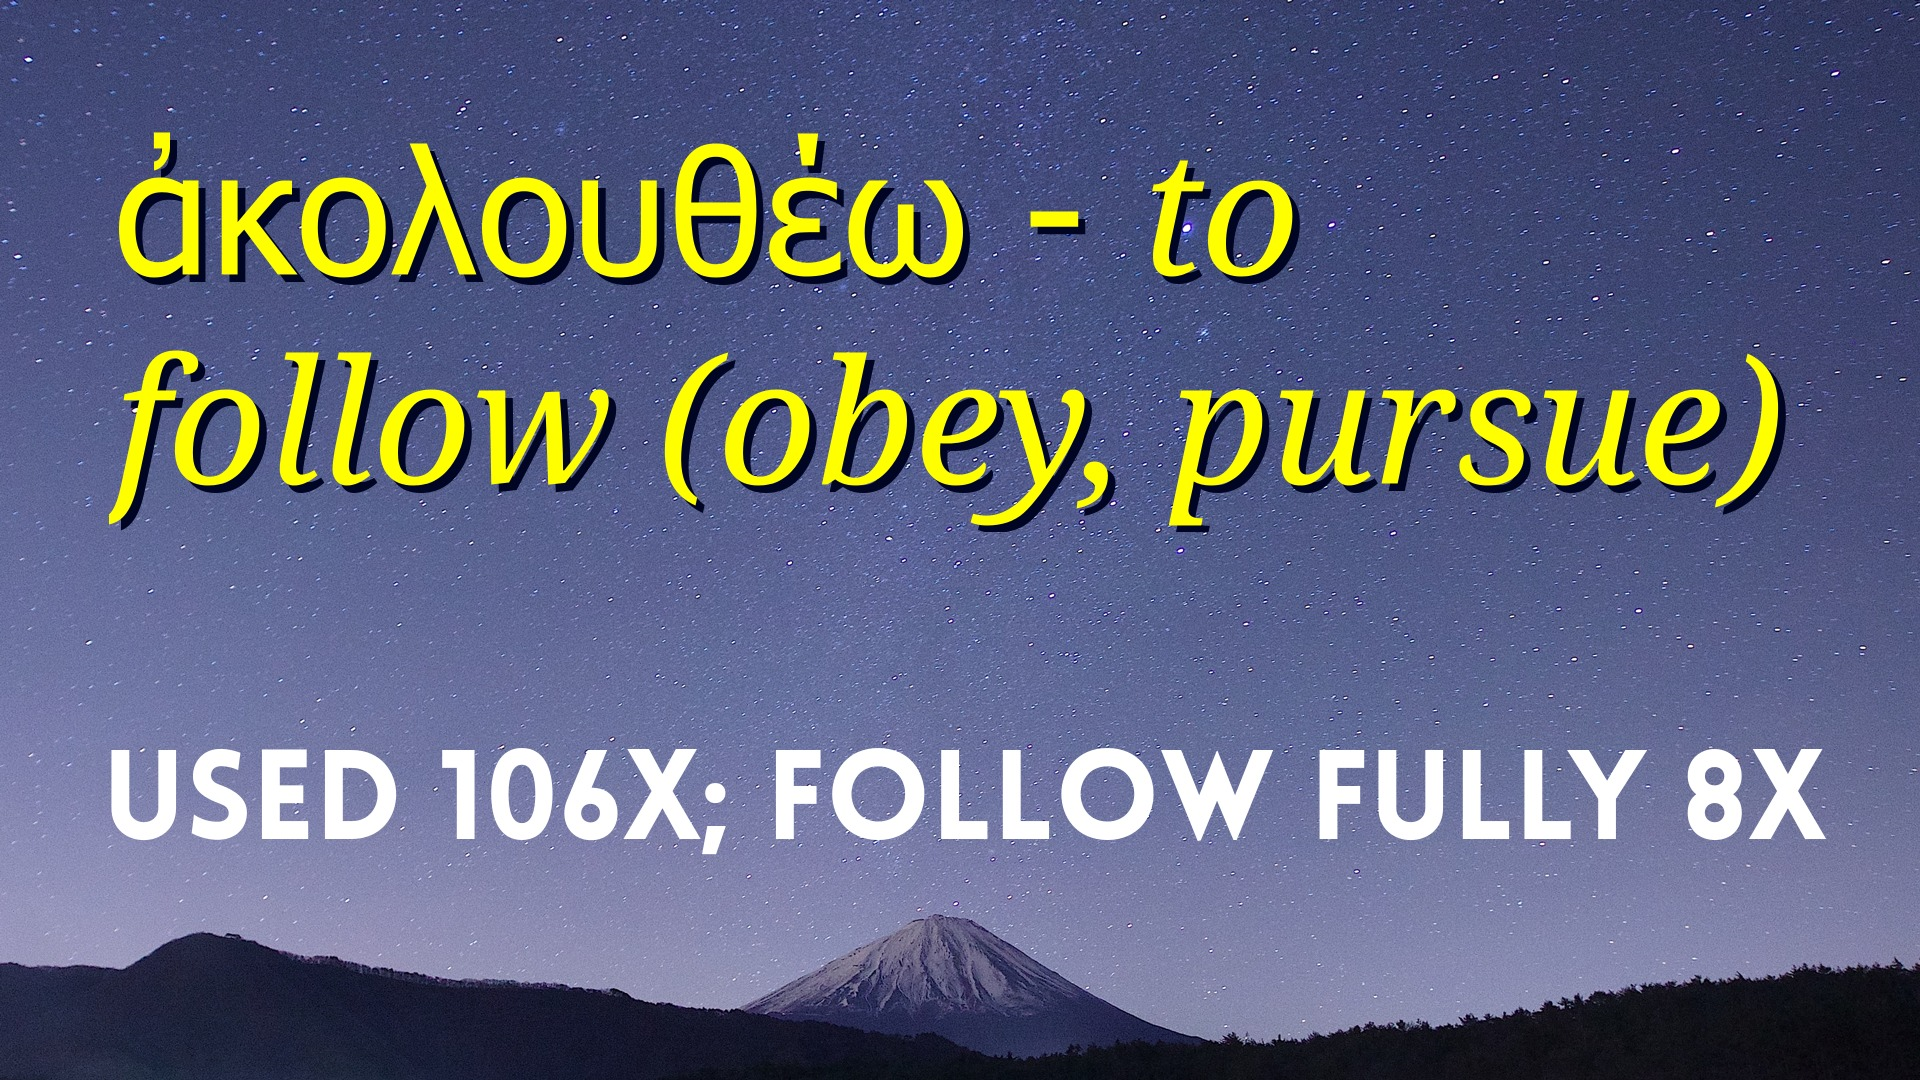 ἀκολουθέω - to
follow (obey, pursue)
USED 106X; FOLLOW FULLY 8X